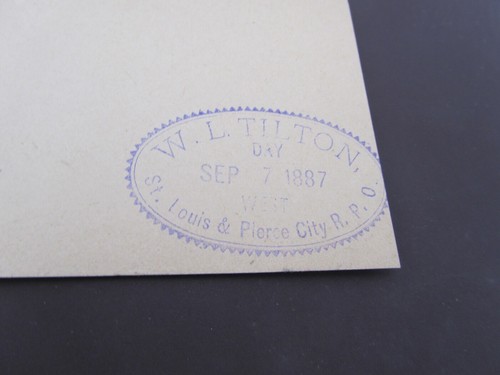 W. L. TILTON,
DAY
SEP 7 1887
WEST
St. Louis & Pierce City R. P. O.